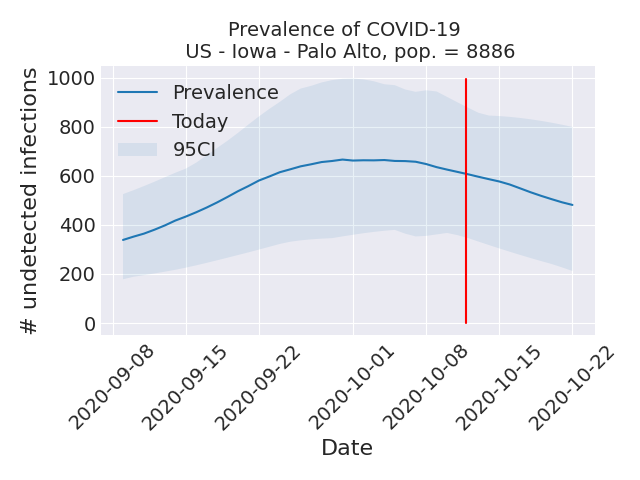 Prevalence of COVID-19
US - Iowa - Palo Alto, pop. = 8886
# undetected infections
1000
800
600
400
200
0
Prevalence
Today
95CI
2020-09-08
2020-09-15
2020-09-22
2020-10-01
2020-10-08
2020-10-15
2020-10-22
Date